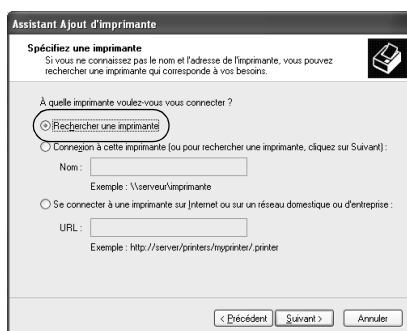 Assistant Ajout d'imprimante
Spécifiez une imprimante
Si vous ne connaissez pas le nom et l'adresse de l'imprimante, vous pouvez
rechercher une imprimante qui corresponde à vos besoins.
À quelle imprimante voulez-vous vous connecter ?
Rechercher une imprimante
Connexion à cette imprimante (ou pour rechercher une imprimante, cliquez sur Suivant) :
Nom :
Exemple : \\serveur\imprimante
Se connecter à une imprimante sur Internet ou sur un réseau domestique ou d'entreprise :
URL :
Exemple : http://server/printers/myprinter/.printer
< Précédent Suivant > Annuler